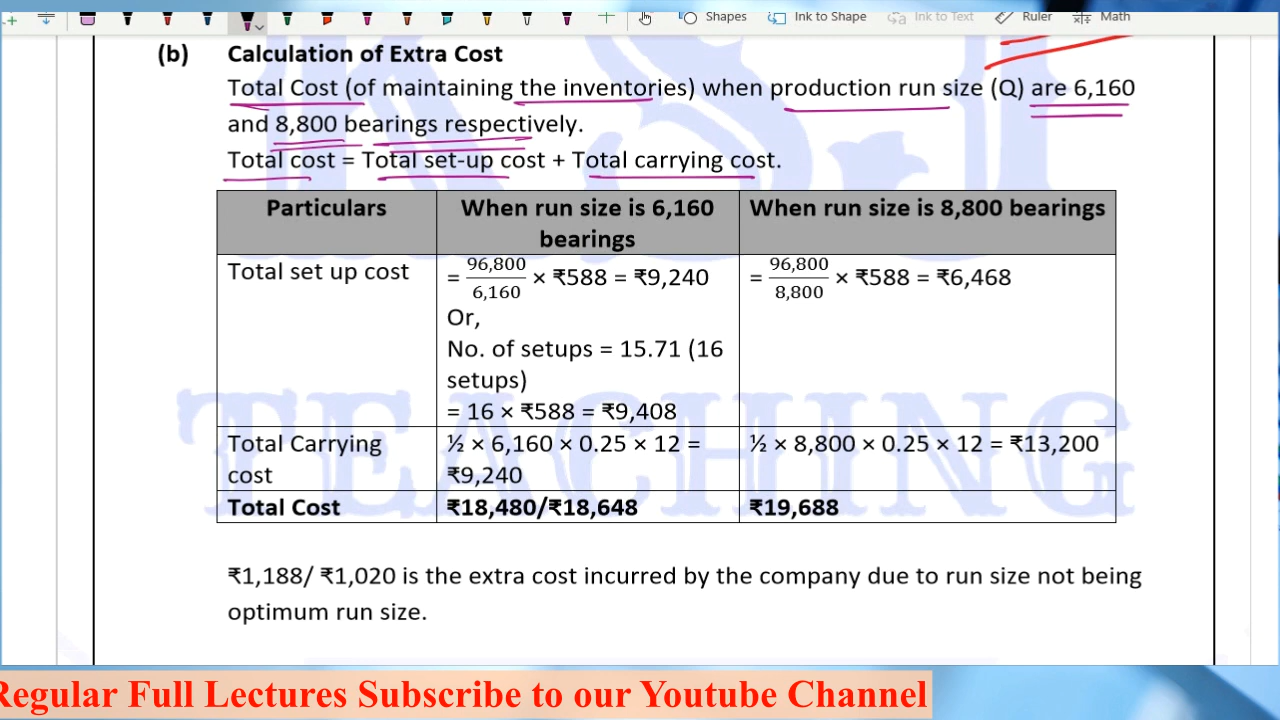 Shapes Ink to Shape Ink to Text Ruler Math
(b) Calculation of Extra Cost
Total Cost (of maintaining the inventories) when production run size (Q) are 6,160
and 8,800 bearings respectively.
Total cost = Total set-up cost + Total carrying cost.
Particulars When run size is 6,160 bearings When run size is 8,800 bearings
Total set up cost
= 96,800/6,160 × ₹588 = ₹9,240
Or,
No. of setups = 15.71 (16
setups)
= 16 × ₹588 = ₹9,408
= 96,800/8,800 × ₹588 = ₹6,468
Total Carrying
cost
½ × 6,160 × 0.25 × 12 =
₹9,240
½ × 8,800 × 0.25 × 12 = ₹13,200
Total Cost ₹18,480/₹18,648 ₹19,688
₹1,188/ ₹1,020 is the extra cost incurred by the company due to run size not being
optimum run size.
TEACHING
Regular Full Lectures Subscribe to our Youtube Channel